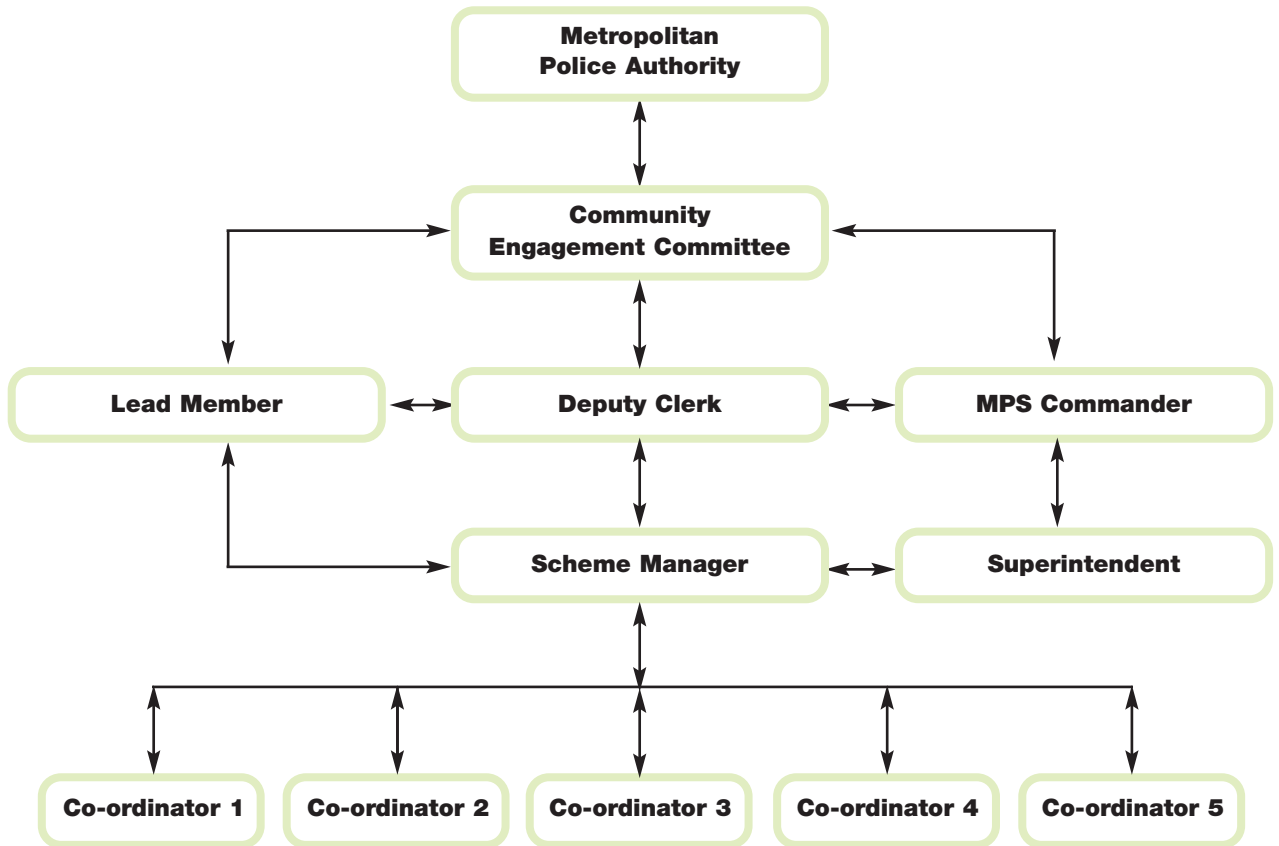 Metropolitan
Police Authority
Community
Engagement Committee
Lead Member
Deputy Clerk
MPS Commander
Scheme Manager
Superintendent
Co-ordinator 1
Co-ordinator 2
Co-ordinator 3
Co-ordinator 4
Co-ordinator 5